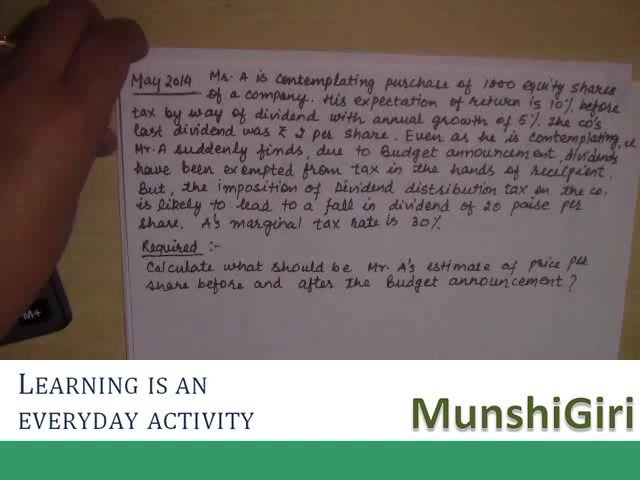 May 2014 Mr. A is contemplating purchase of 1000 equity shares
of a company. His expectation of return is 10% before
tax by way of dividend with annual growth of 5%. The co's
last dividend was ₹ 2 per share. Even as he is contemplating,
Mr. A suddenly finds, due to Budget announcement, dividends
have been exempted from tax in the hands of receipient.
But, the imposition of Dividend distribution tax on the co.
is likely to lead to a fall in dividend of 20 paise per
share. A's marginal tax rate is 30%.
Required :-
Calculate what should be Mr. A's estimate of price per
share before and after the Budget announcement?
M+
LEARNING IS AN
EVERYDAY ACTIVITY
MunshiGiri